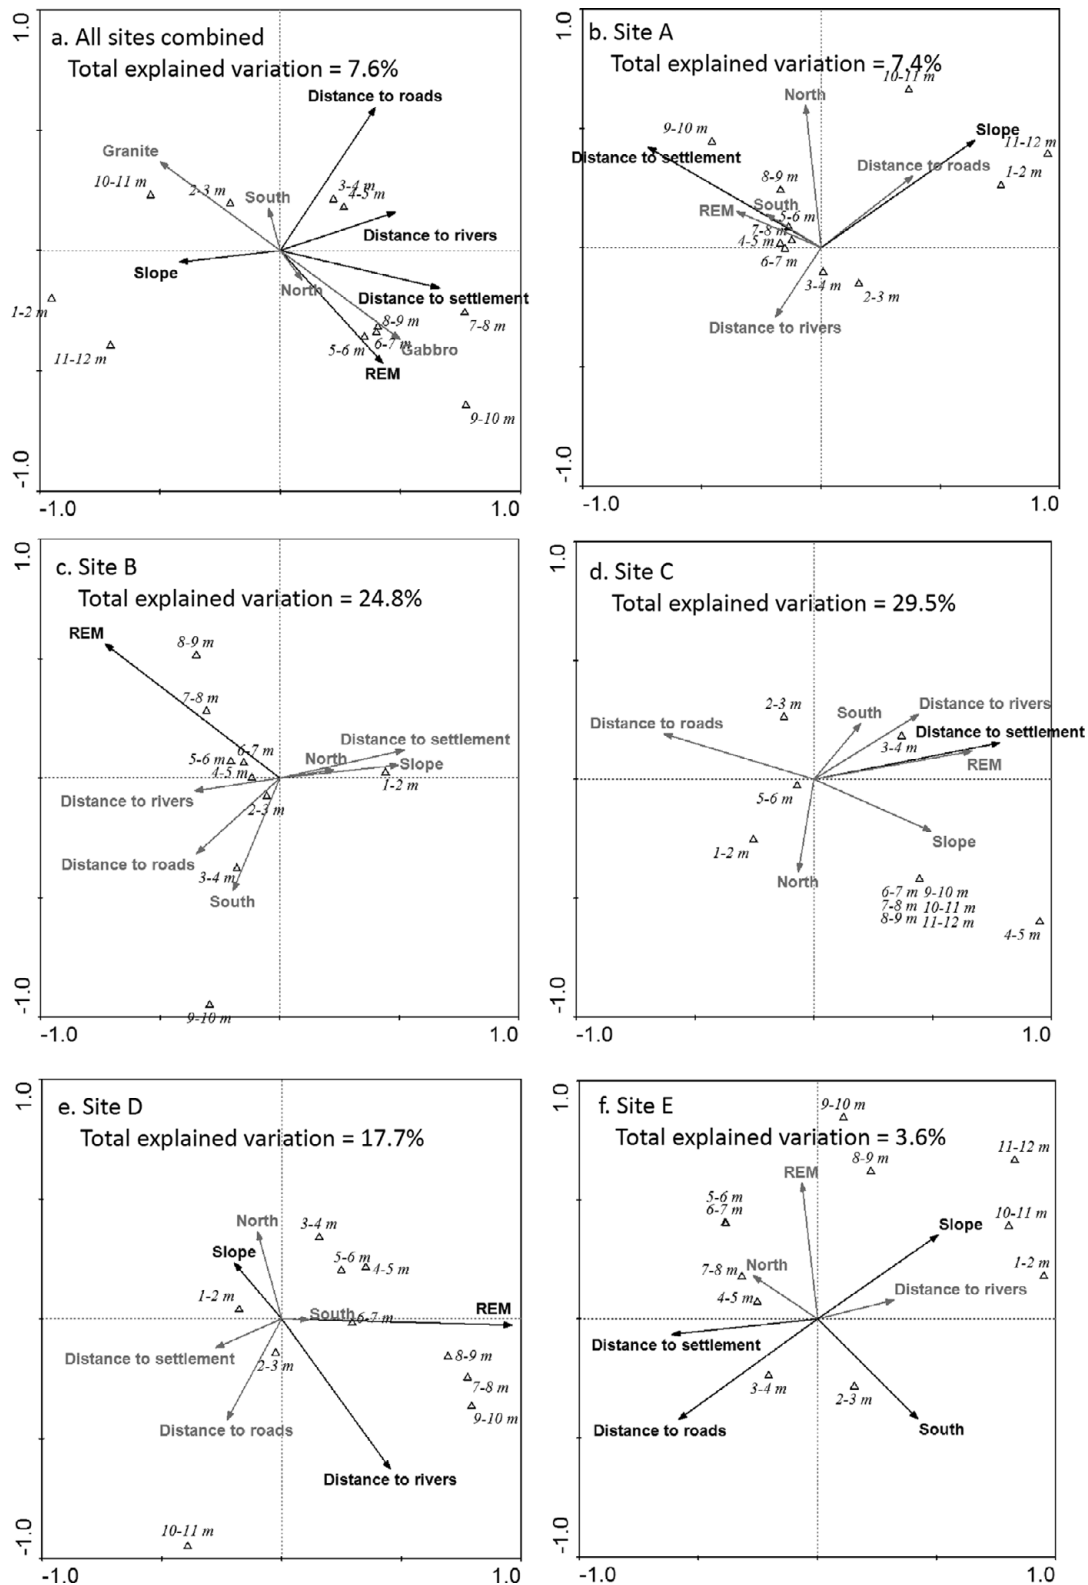 1.0
a. All sites combined
Total explained variation = 7.6%
Distance to roads
Granite
10-11 m
2-3 m
South
3-4 m
4-5 m
Distance to rivers
Slope
North
Distance to settlement
1-2 m
8-9 m
7-8 m
5-6 m
6-7 m
Gabbro
11-12 m
REM
9-10 m
-1.0
-1.0
1.0
1.0
b. Site A
Total explained variation = 7.4%
10-11 m
North
9-10 m
Slope
11-12 m
Distance to settlement
Distance to roads
8-9 m
1-2 m
REM
South
5-6 m
7-8 m
4-5 m
6-7 m
3-4 m
2-3 m
Distance to rivers
-1.0
-1.0
1.0
1.0
c. Site B
Total explained variation = 24.8%
REM
8-9 m
7-8 m
6-7 m
5-6 m
4-5 m
North
Distance to settlement
Slope
1-2 m
Distance to rivers
2-3 m
Distance to roads
3-4 m
South
9-10 m
-1.0
-1.0
1.0
1.0
d. Site C
Total explained variation = 29.5%
2-3 m
South
Distance to rivers
Distance to roads
Distance to settlement
3-4 m
REM
5-6 m
1-2 m
Slope
North
6-7 m 9-10 m
7-8 m 10-11 m
8-9 m 11-12 m
4-5 m
-1.0
-1.0
1.0
1.0
e. Site D
Total explained variation = 17.7%
North
3-4 m
Slope
5-6 m
4-5 m
1-2 m
South
6-7 m
REM
Distance to settlement
2-3 m
8-9 m
7-8 m
9-10 m
Distance to roads
Distance to rivers
10-11 m
-1.0
-1.0
1.0
1.0
f. Site E
9-10 m
Total explained variation = 3.6%
8-9 m
11-12 m
REM
5-6 m
6-7 m
10-11 m
Slope
7-8 m
North
1-2 m
4-5 m
Distance to rivers
Distance to settlement
3-4 m
2-3 m
Distance to roads
South
-1.0
-1.0
1.0